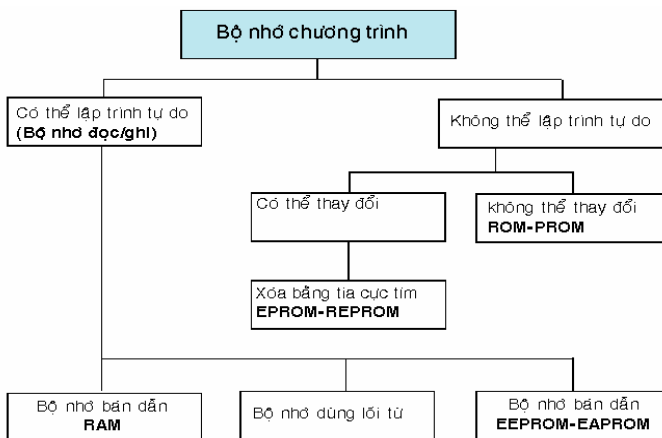 Bộ nhớ chương trình
Có thể lập trình tự do
(Bộ nhớ đọc/ghi)
Không thể lập trình tự do
Có thể thay đổi
không thể thay đổi
ROM-PROM
Xóa bằng tia cực tím
EPROM-REPROM
Bộ nhớ bán dẫn
RAM
Bộ nhớ dùng lõi từ
Bộ nhớ bán dẫn
EEPROM-EAPROM